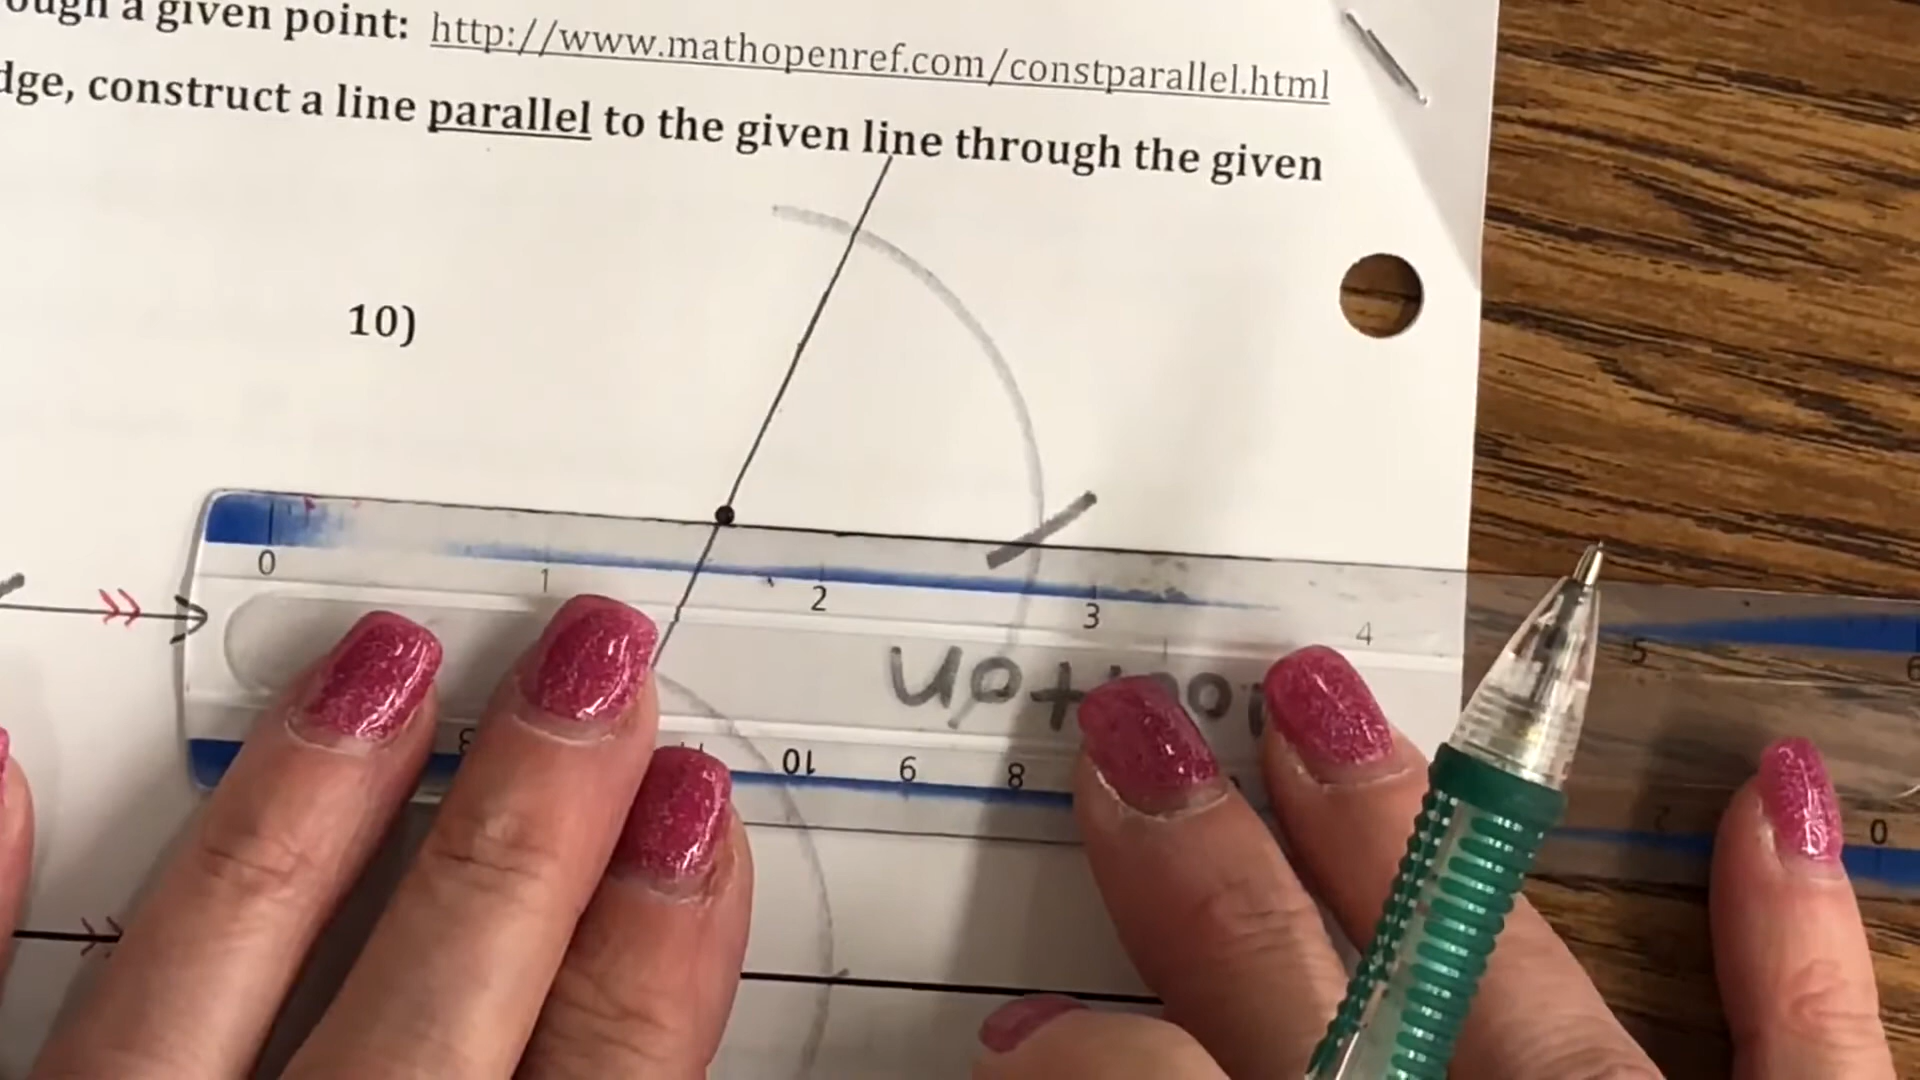 ough a given point: http://www.mathopenref.com/constparallel.html
dge, construct a line parallel to the given line through the given
10)
0 1 2 3 4 5 6
10 9 8
0